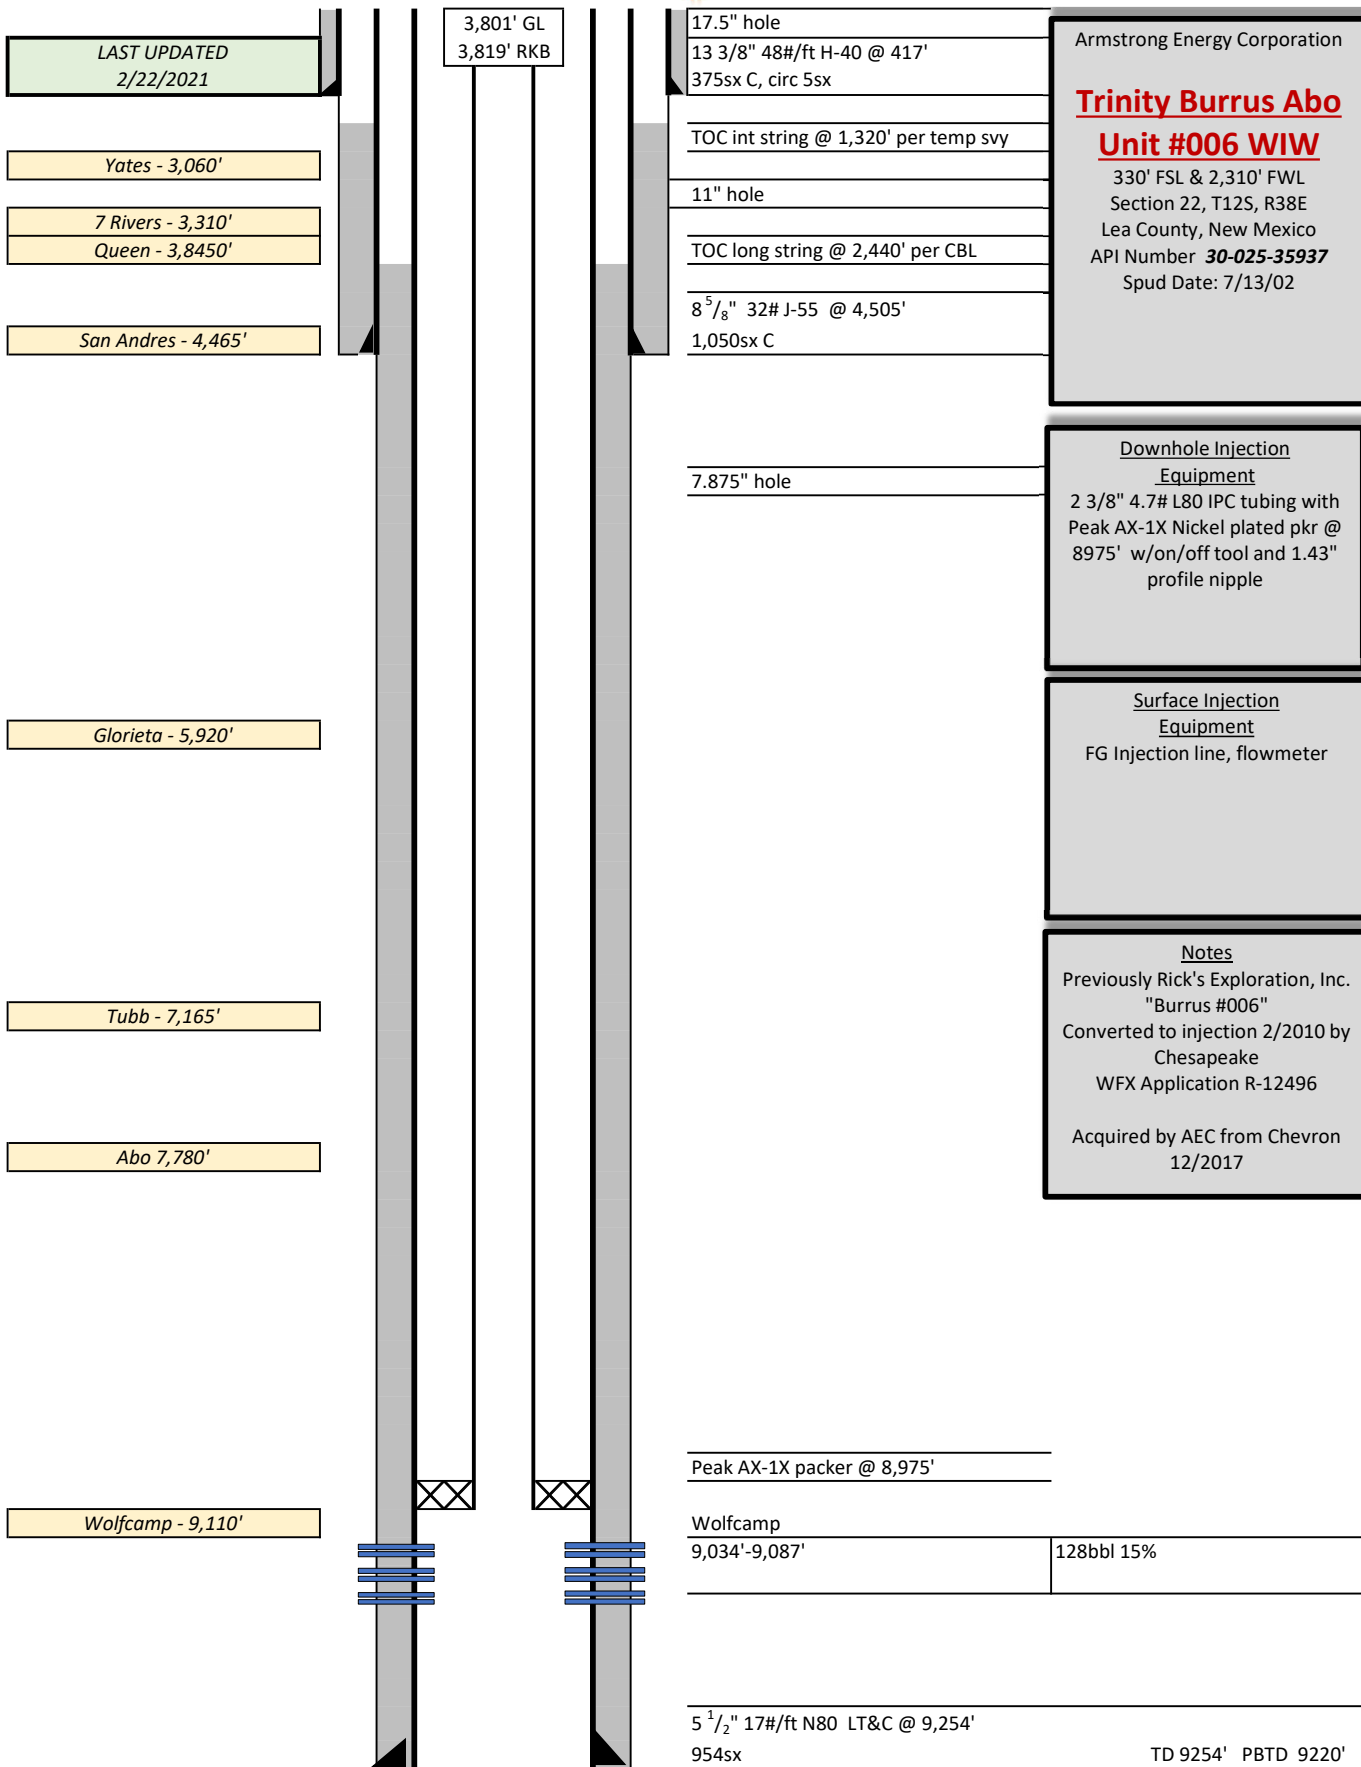 LAST UPDATED
2/22/2021
Yates - 3,060'
7 Rivers - 3,310'
Queen - 3,8450'
San Andres - 4,465'
Glorieta - 5,920'
Tubb - 7,165'
Abo 7,780'
Wolfcamp - 9,110'
3,801' GL
3,819' RKB
17.5" hole
13 3/8" 48#/ft H-40 @ 417'
375sx C, circ 5sx
TOC int string @ 1,320' per temp svy
11" hole
TOC long string @ 2,440' per CBL
8 5/8" 32# J-55 @ 4,505'
1,050sx C
7.875" hole
Peak AX-1X packer @ 8,975'
Wolfcamp
9,034'-9,087'
128bbl 15%
5 1/2" 17#/ft N80 LT&C @ 9,254'
954sx
TD 9254' PBTD 9220'
Armstrong Energy Corporation
Trinity Burrus Abo
Unit #006 WIW
330' FSL & 2,310' FWL
Section 22, T12S, R38E
Lea County, New Mexico
API Number 30-025-35937
Spud Date: 7/13/02
Downhole Injection
Equipment
2 3/8" 4.7# L80 IPC tubing with
Peak AX-1X Nickel plated pkr @
8975' w/on/off tool and 1.43"
profile nipple
Surface Injection
Equipment
FG Injection line, flowmeter
Notes
Previously Rick's Exploration, Inc.
"Burrus #006"
Converted to injection 2/2010 by
Chesapeake
WFX Application R-12496
Acquired by AEC from Chevron
12/2017